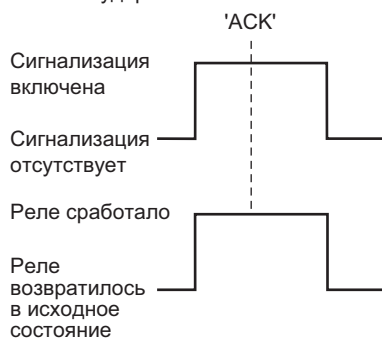 'ACK'
Сигнализация
включена
Сигнализация
отсутствует
Реле сработало
Реле
возвратилось
в исходное
состояние